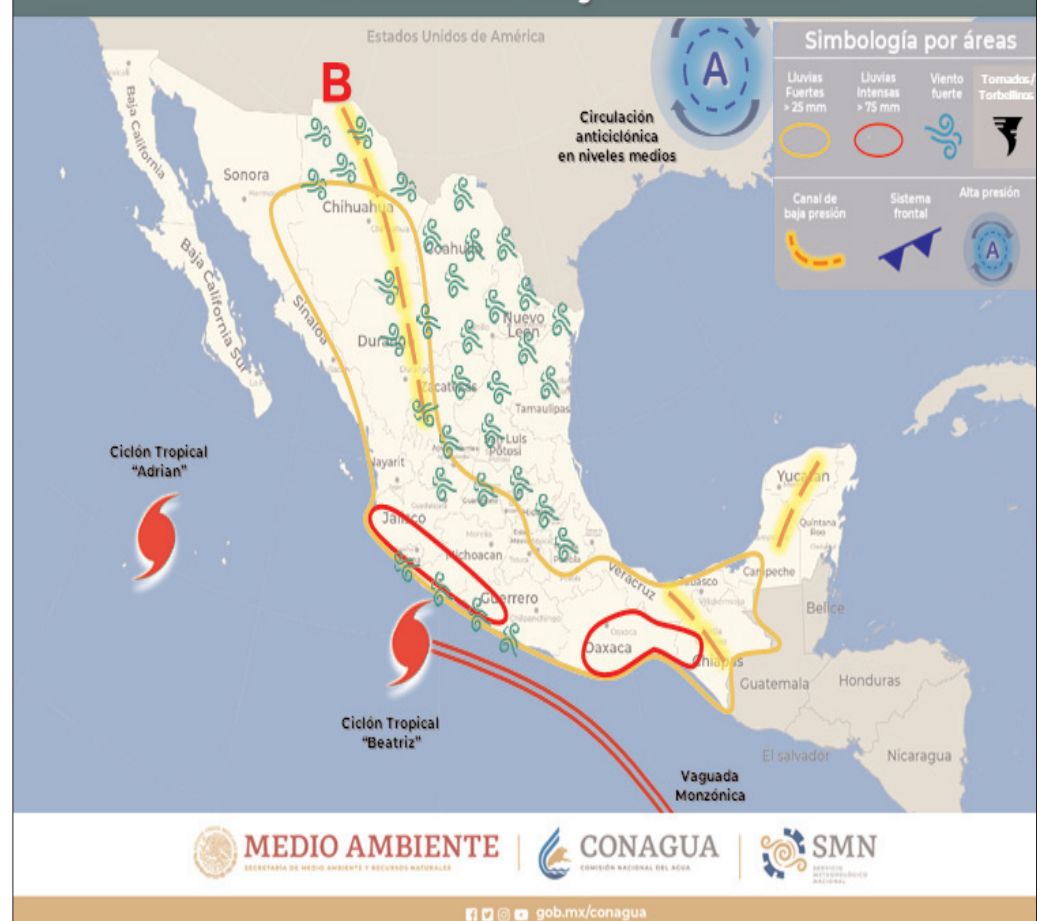 Estados Unidos de América
B
A
Circulación
anticiclónica
en niveles medios
Simbología por áreas
Lluvias
Fuertes
> 25 mm
Lluvias
Intensas
> 75 mm
Viento
fuerte
Tornados/
Torbellinos
Canal de
baja presión
Sistema
frontal
Alta presión
A
Baja California
Sonora
Chihuahua
Coahuila
Baja California Sur
Sinaloa
Nuevo
León
Durango
Zacatecas
Tamaulipas
San Luis
Potosí
Nayarit
Ciclón Tropical
"Adrian"
Jalisco
Michoacan
Guerrero
Veracruz
Tabasco
Campeche
Yucatan
Quintana
Roo
Puebla
Oaxaca
Oaxaca
Chiapas
Belice
Guatemala
Honduras
El salvador
Nicaragua
Ciclón Tropical
"Beatriz"
Vaguada
Monzónica
MEDIO AMBIENTE
SECRETARÍA DE MEDIO AMBIENTE Y RECURSOS NATURALES
CONAGUA
COMISIÓN NACIONAL DEL AGUA
SMN
SERVICIO
METEOROLÓGICO
NACIONAL
gob.mx/conagua